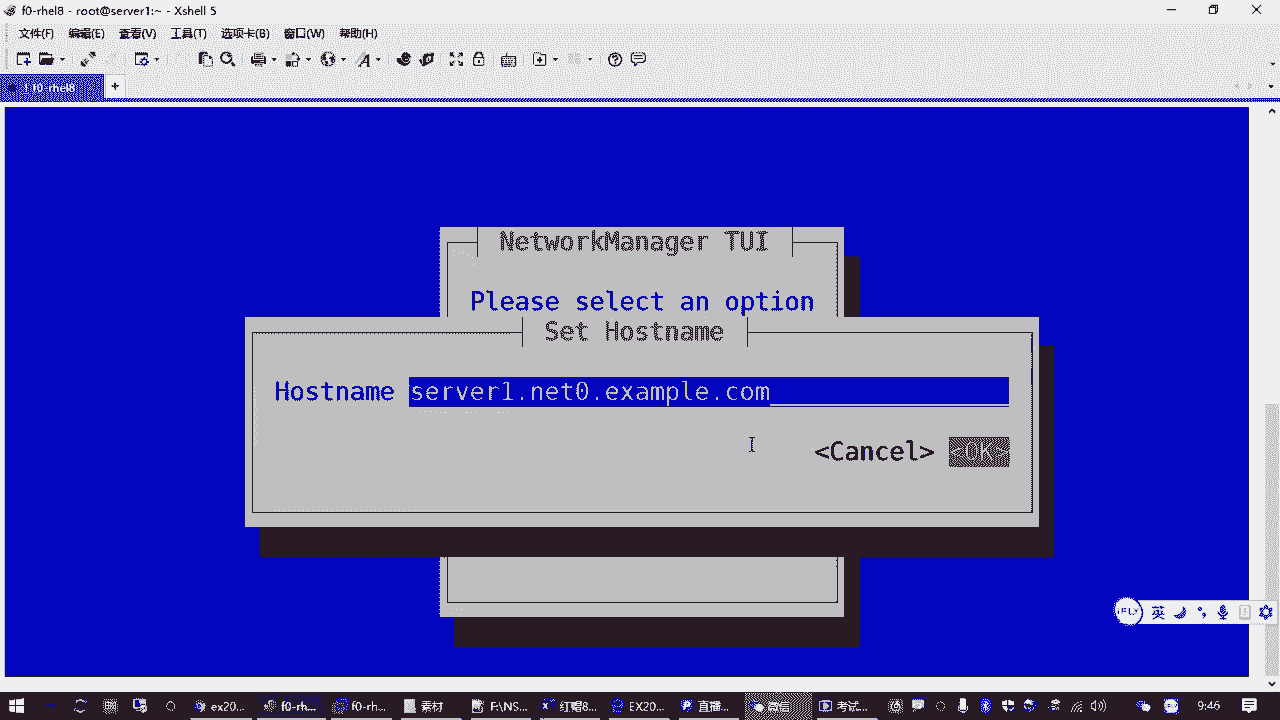 f0-rhel8 - root@server1:~ - Xshell 5
文件(F) 编辑(E) 查看(V) 工具(T) 选项卡(B) 窗口(W) 帮助(H)
1 f0-rhel8
NetworkManager TUI
Please select an option
Set Hostname
Hostname server1.net0.example.com
<Cancel> <OK>
英
ex20... f0-rh... f0-rh... 素材 F:\NS... 红帽8... EX20... 直播... 微信 考试... 9:46